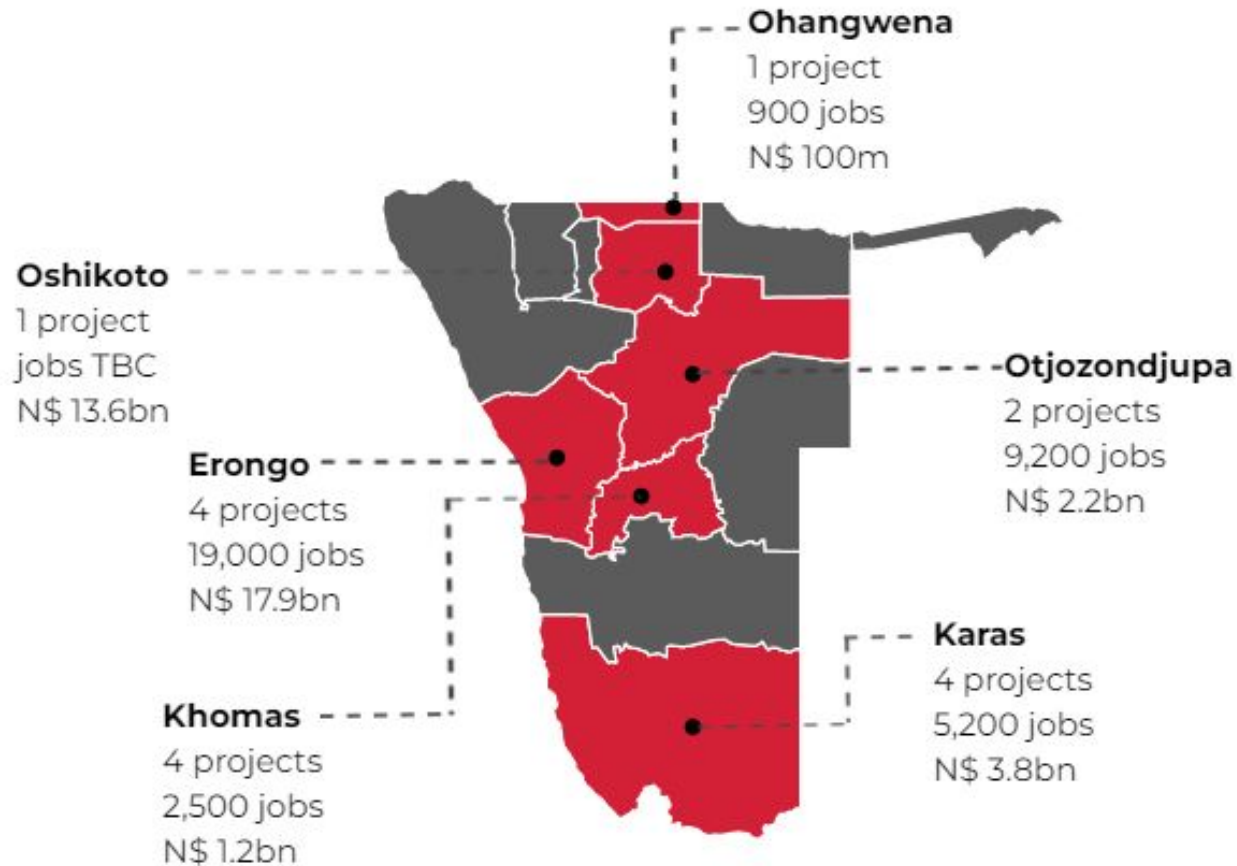 Ohangwena
1 project
900 jobs
N$ 100m
Oshikoto
1 project
jobs TBC
N$ 13.6bn
Otjozondjupa
2 projects
9,200 jobs
N$ 2.2bn
Erongo
4 projects
19,000 jobs
N$ 17.9bn
Karas
4 projects
5,200 jobs
N$ 3.8bn
Khomas
4 projects
2,500 jobs
N$ 1.2bn